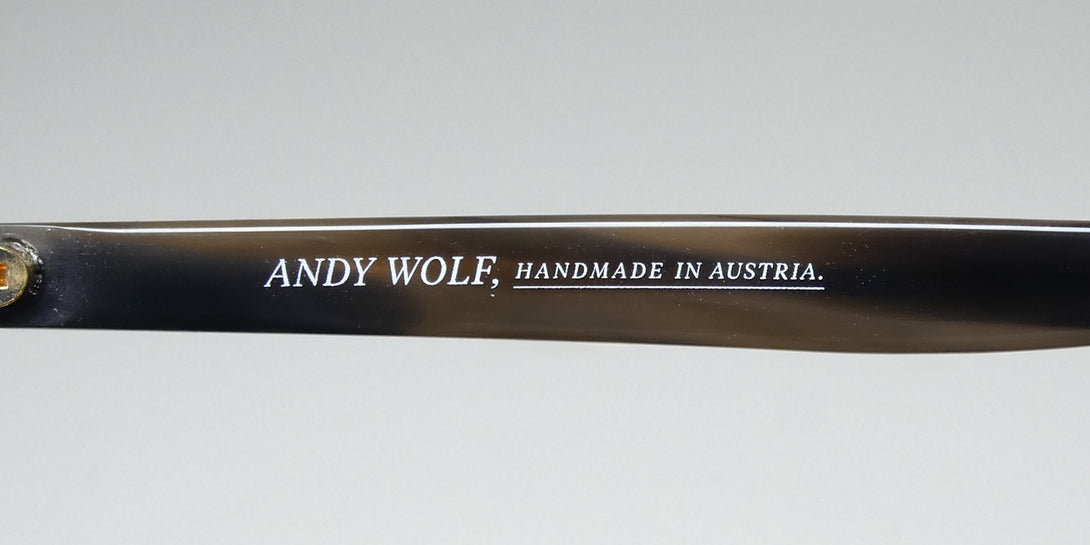 ANDY WOLF, HANDMADE IN AUSTRIA.